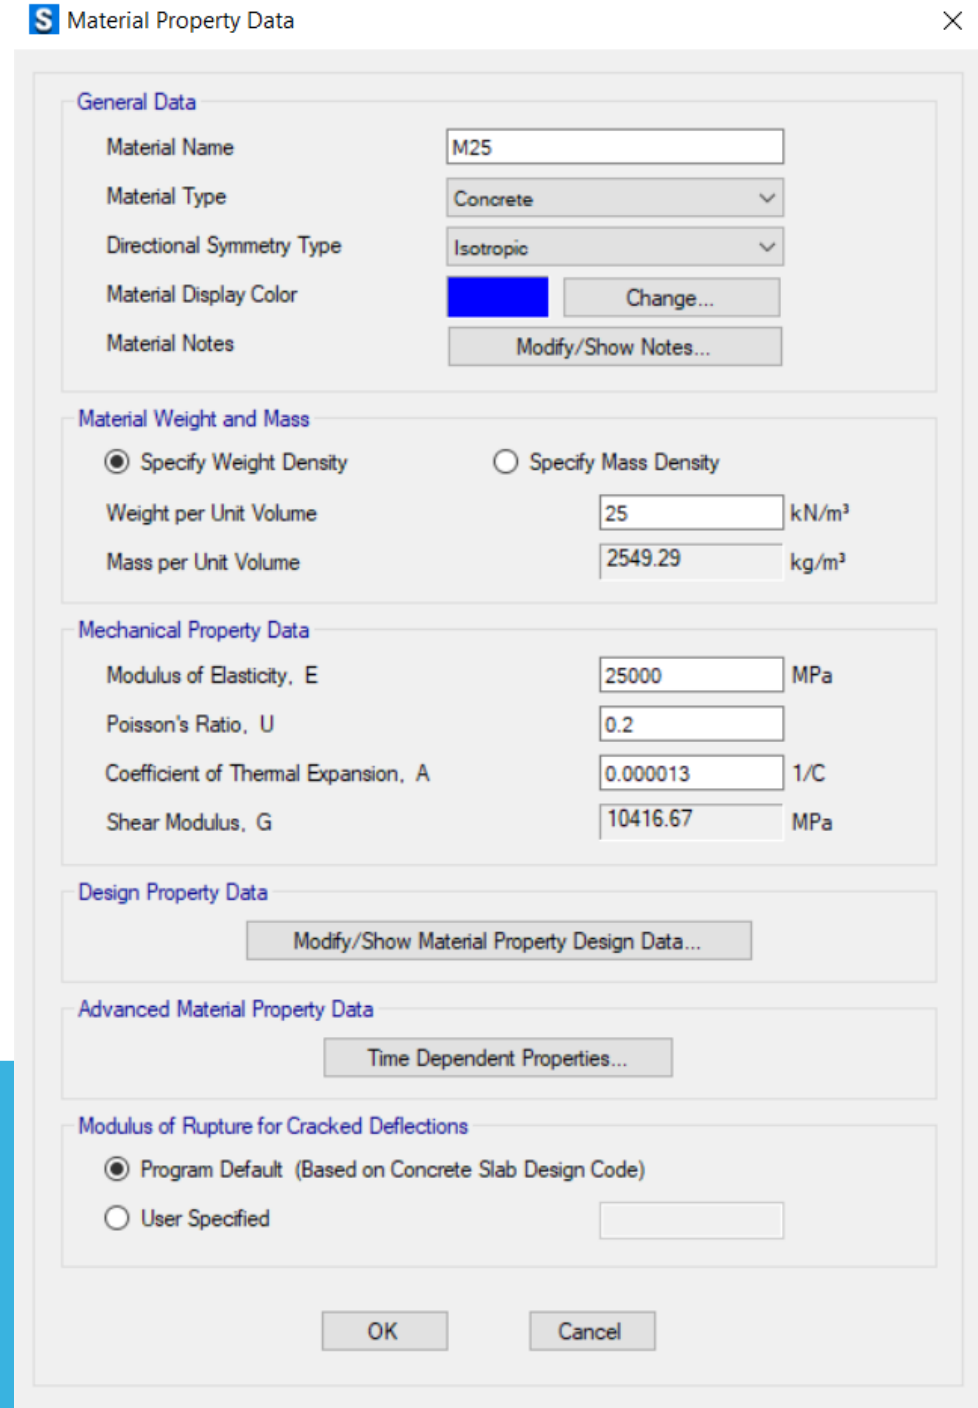 S Material Property Data
General Data
Material Name M25
Material Type Concrete
Directional Symmetry Type Isotropic
Material Display Color Change...
Material Notes Modify/Show Notes...
Material Weight and Mass
Specify Weight Density Specify Mass Density
Weight per Unit Volume 25 kN/m³
Mass per Unit Volume 2549.29 kg/m³
Mechanical Property Data
Modulus of Elasticity, E 25000 MPa
Poisson's Ratio, U 0.2
Coefficient of Thermal Expansion, A 0.000013 1/C
Shear Modulus, G 10416.67 MPa
Design Property Data
Modify/Show Material Property Design Data...
Advanced Material Property Data
Time Dependent Properties...
Modulus of Rupture for Cracked Deflections
Program Default (Based on Concrete Slab Design Code)
User Specified
OK Cancel